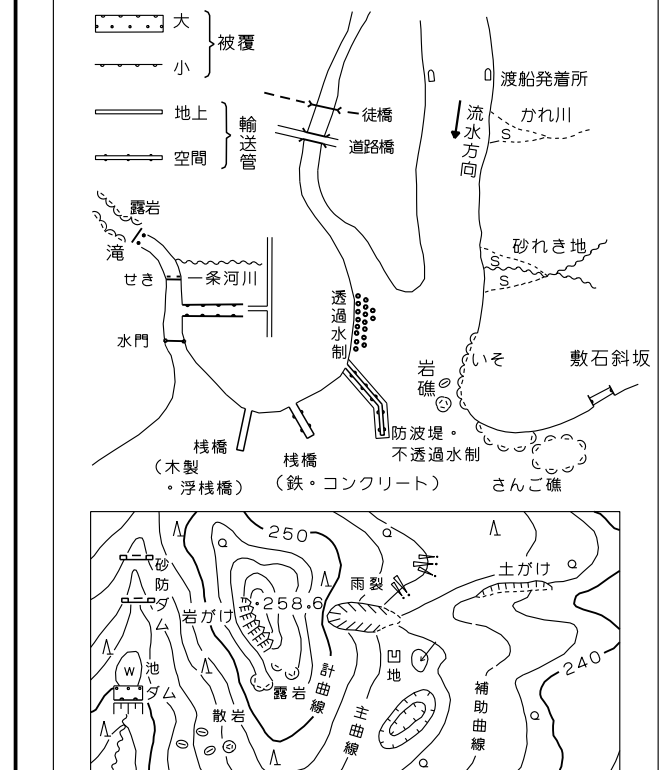 大
小
被覆
地上
空間
輸送管
徒橋
道路橋
渡船発着所
流水方向
かれ川
S
砂れき地
S
S
露岩
滝
せき
一条河川
水門
透過水制
いそ
岩礁
敷石斜坂
桟橋
(木製
・浮桟橋)
桟橋
(鉄・コンクリート)
防波堤・
不透過水制
さんご礁
250
砂防ダム
岩がけ
258.6
雨裂
土がけ
凹地
240
W
池
ダム
露岩
散岩
計曲線
主曲線
補助曲線